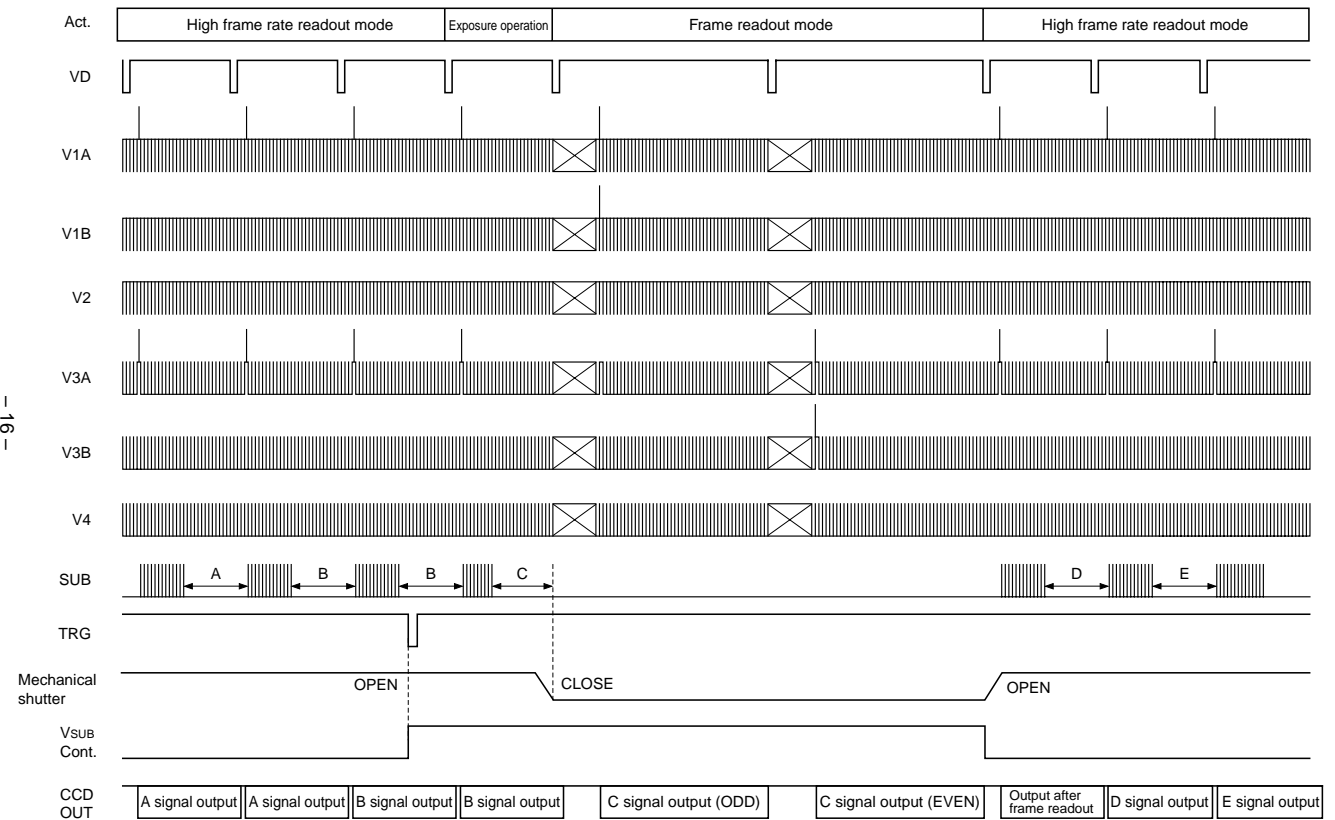 Act.
High frame rate readout mode
Exposure operation
Frame readout mode
High frame rate readout mode
VD
V1A
V1B
V2
V3A
– 16 –
V3B
V4
SUB
A
B
B
C
D
E
TRG
Mechanical
shutter
OPEN
CLOSE
OPEN
VSUB
Cont.
CCD
OUT
A signal output
A signal output
B signal output
B signal output
C signal output (ODD)
C signal output (EVEN)
Output after
frame readout
D signal output
E signal output